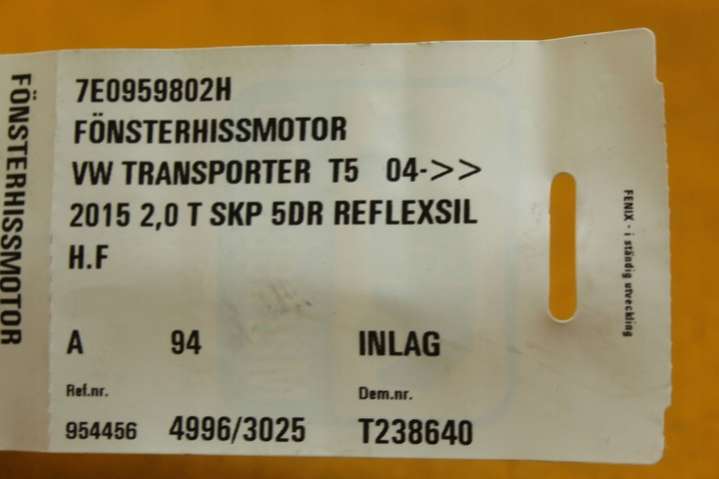 FÖNSTERHISSMOTOR
7E0959802H
FÖNSTERHISSMOTOR
VW TRANSPORTER T5 04->>
2015 2,0 T SKP 5DR REFLEXSIL
H.F
A 94 INLAG
Ref.nr. Dem.nr.
954456 4996/3025 T238640
FENIX - i ständig utveckling